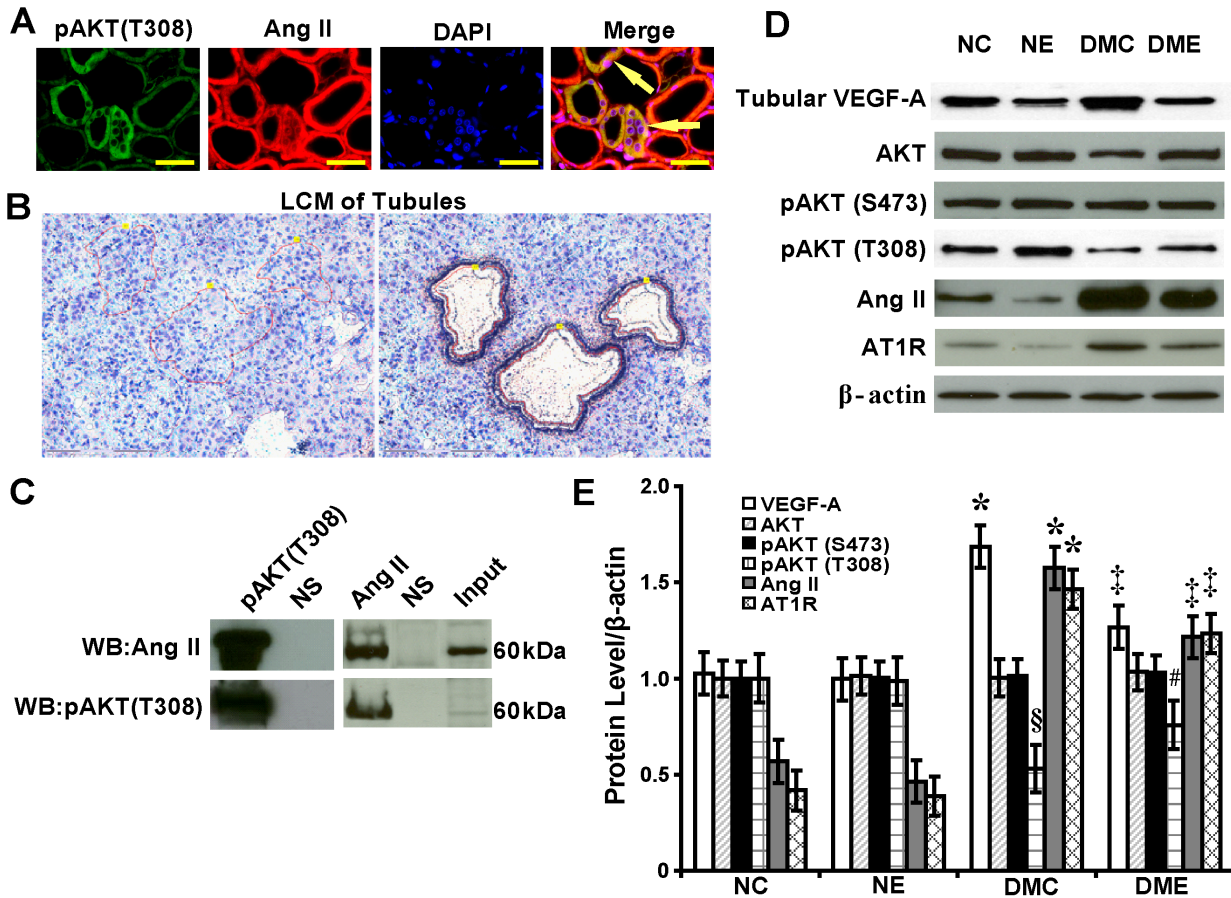 A
pAKT(T308) Ang II DAPI Merge
B
LCM of Tubules
C
pAKT(T308) NS Ang II NS Input
WB:Ang II 60kDa
WB:pAKT(T308) 60kDa
D
NC NE DMC DME
Tubular VEGF-A
AKT
pAKT (S473)
pAKT (T308)
Ang II
AT1R
β-actin
E
Protein Level/β-actin
2.0
1.5
1.0
0.5
0
VEGF-A
AKT
pAKT (S473)
pAKT (T308)
Ang II
AT1R
* § * *
‡ # ‡ ‡
NC NE DMC DME